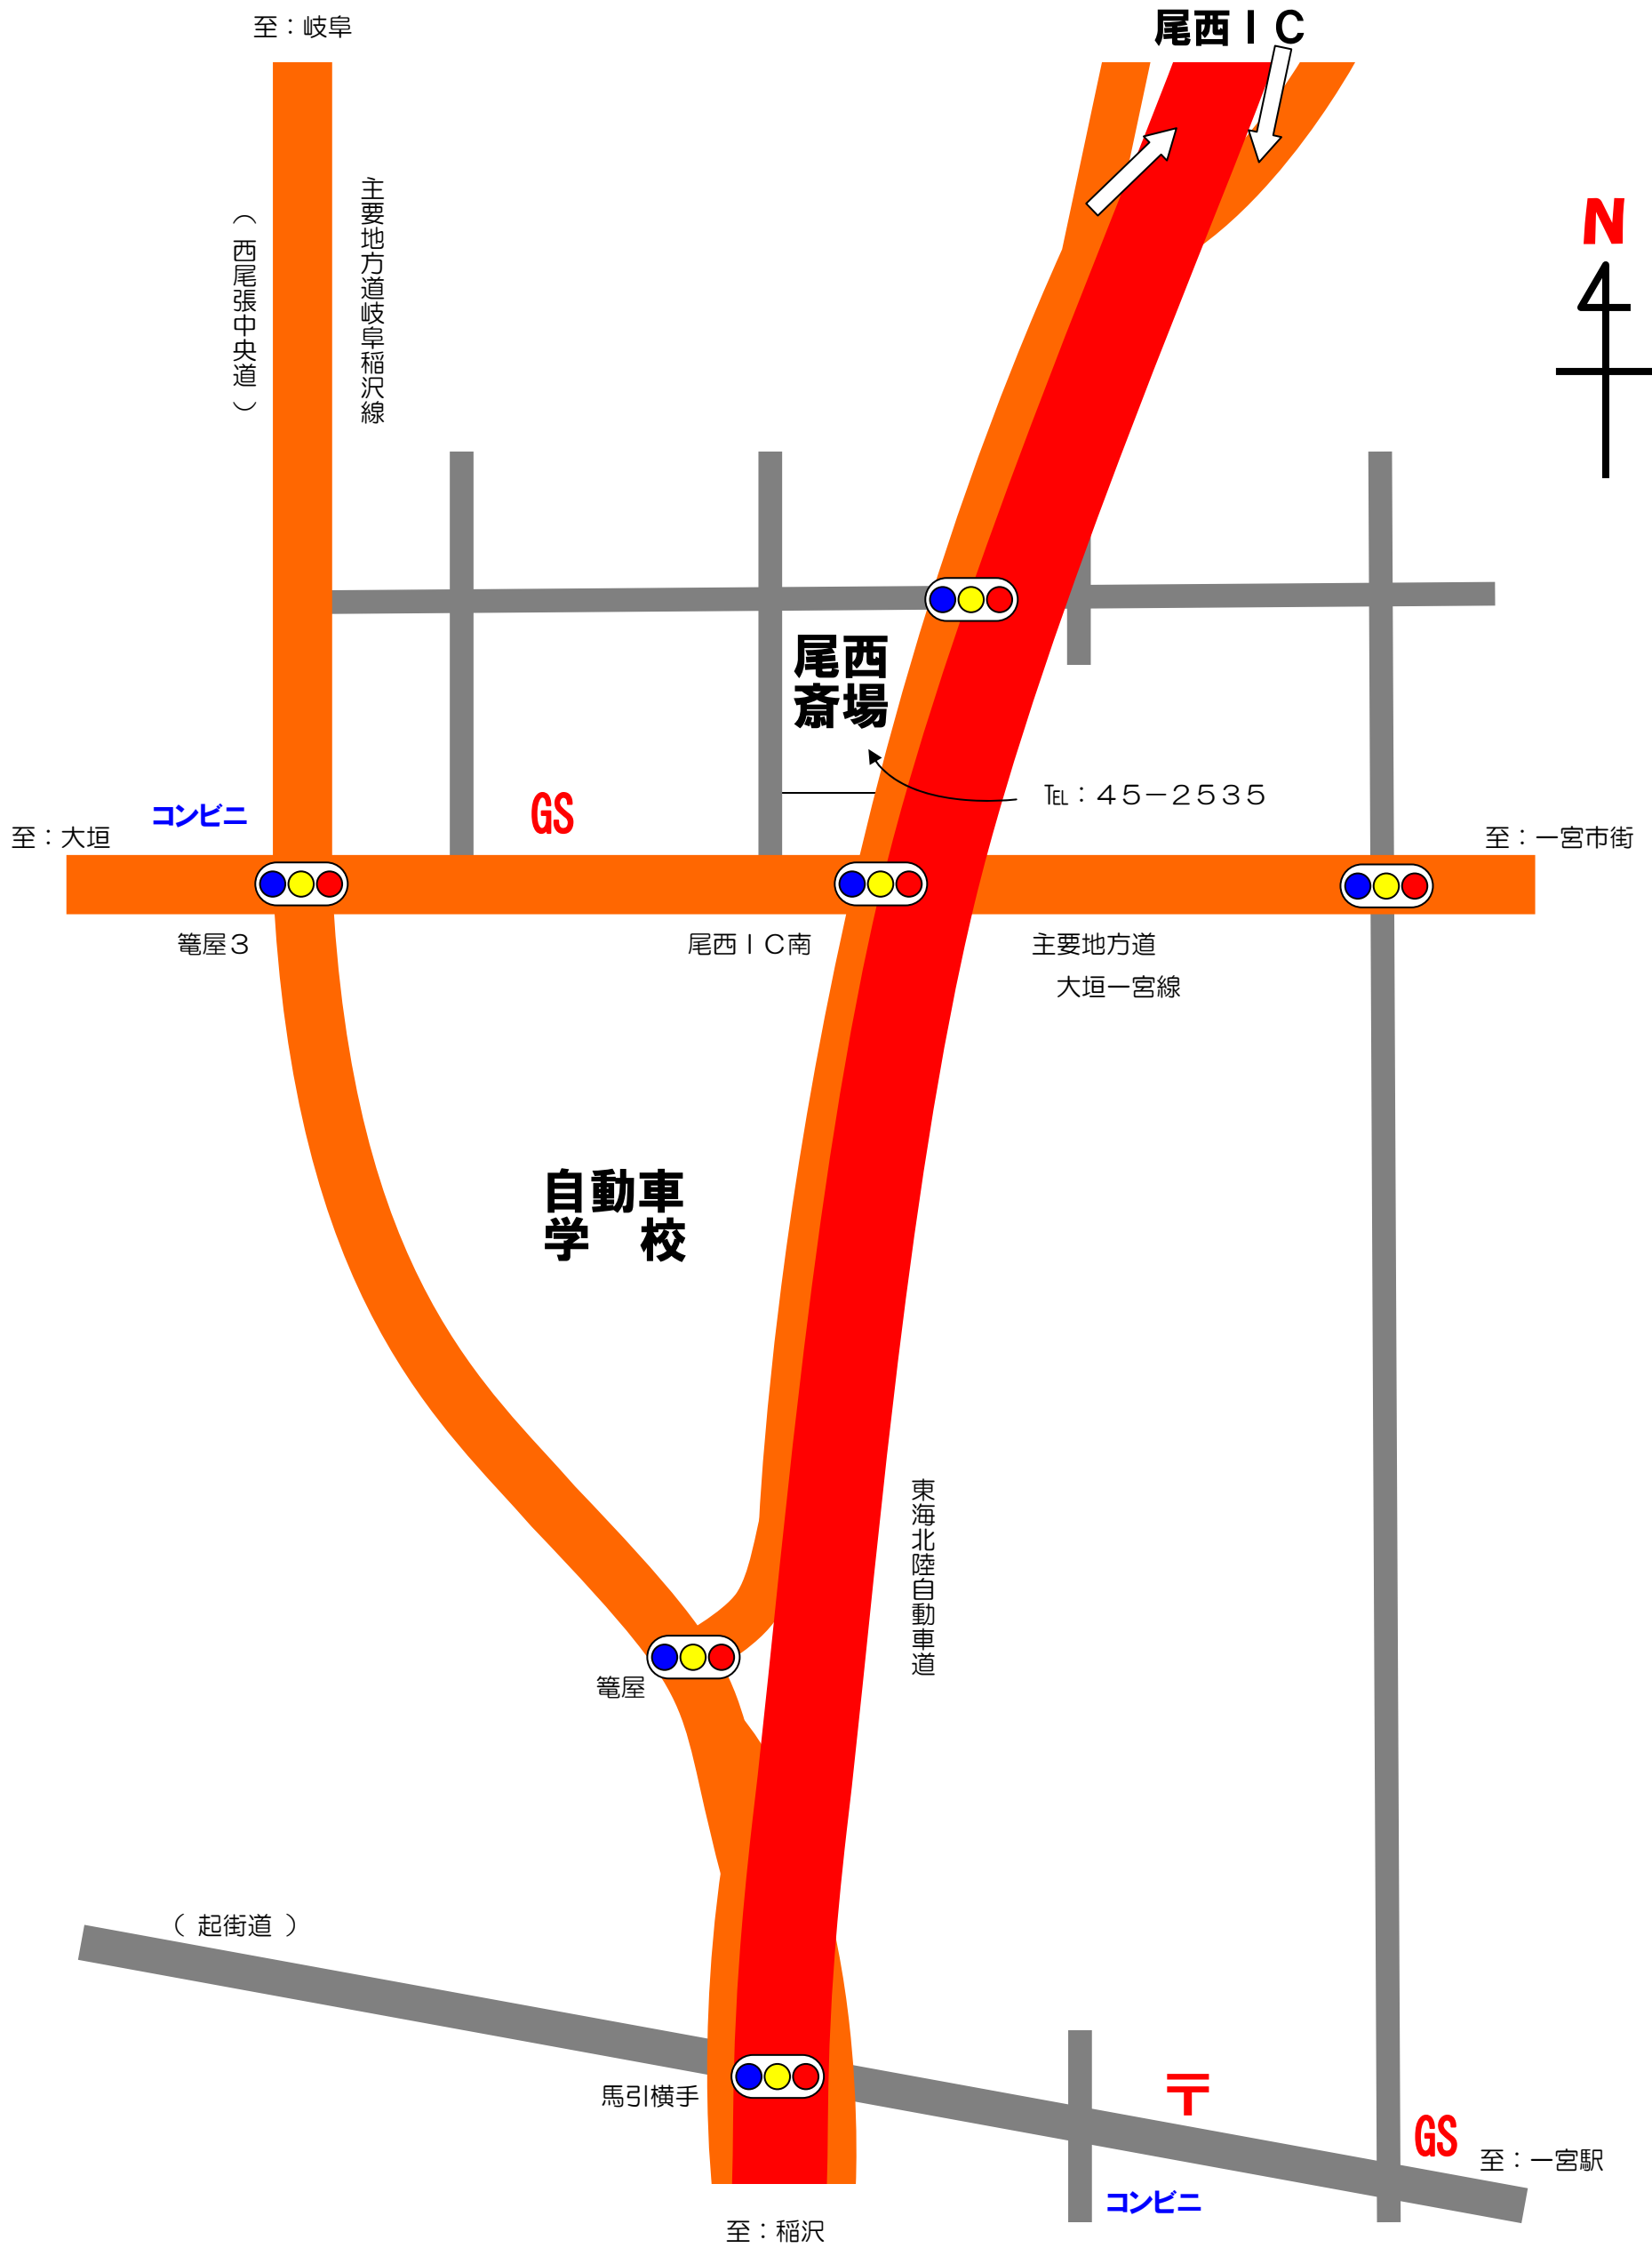 至：岐阜
尾西ＩＣ
主要地方道岐阜稲沢線
（西尾張中央道）
N
尾西
斎場
℡：４５－２５３５
コンビニ
GS
至：大垣
至：一宮市街
篭屋３
尾西ＩＣ南
主要地方道
大垣一宮線
自動車
学　校
東海北陸自動車道
篭屋
（ 起街道 ）
馬引横手
〒
GS
至：一宮駅
コンビニ
至：稲沢